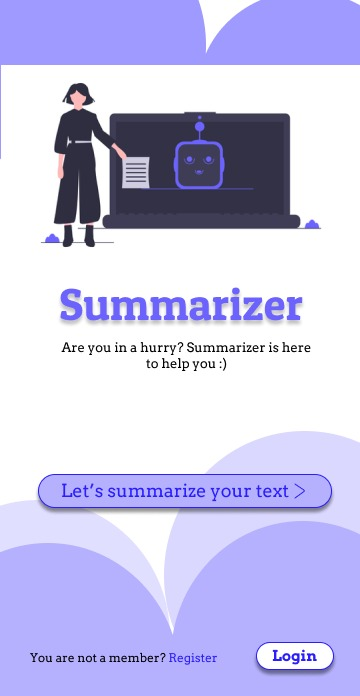 Summarizer
Are you in a hurry? Summarizer is here
to help you :)
Let’s summarize your text >
You are not a member? Register
Login